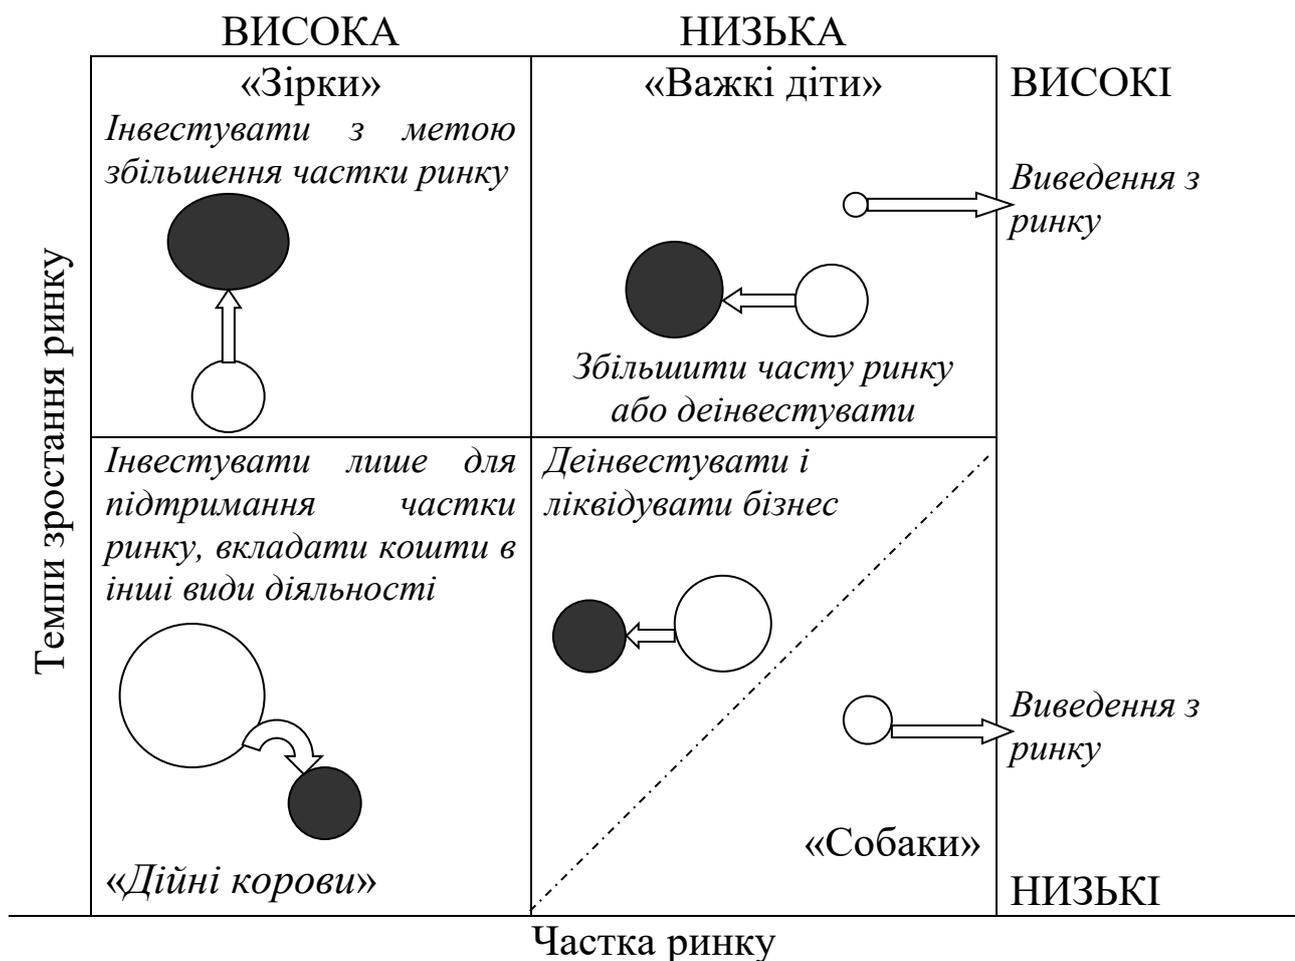 ВИСОКА
НИЗЬКА
«Зірки»
Інвестувати з метою
збільшення частки ринку
«Важкі діти»
ВИСОКІ
Виведення з
ринку
Збільшити часту ринку
або деінвестувати
Темпи зростання ринку
Інвестувати лише для
підтримання частки
ринку, вкладати кошти в
інші види діяльності
«Дійні корови»
Деінвестувати і
ліквідувати бізнес
Виведення з
ринку
«Собаки»
НИЗЬКІ
Частка ринку